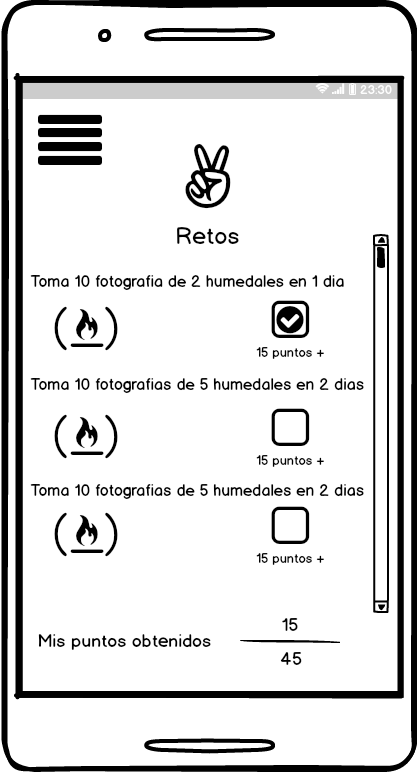 23:30
Retos
Toma 10 fotografia de 2 humedales en 1 dia
15 puntos +
Toma 10 fotografias de 5 humedales en 2 dias
15 puntos +
Toma 10 fotografias de 5 humedales en 2 dias
15 puntos +
15
Mis puntos obtenidos
45